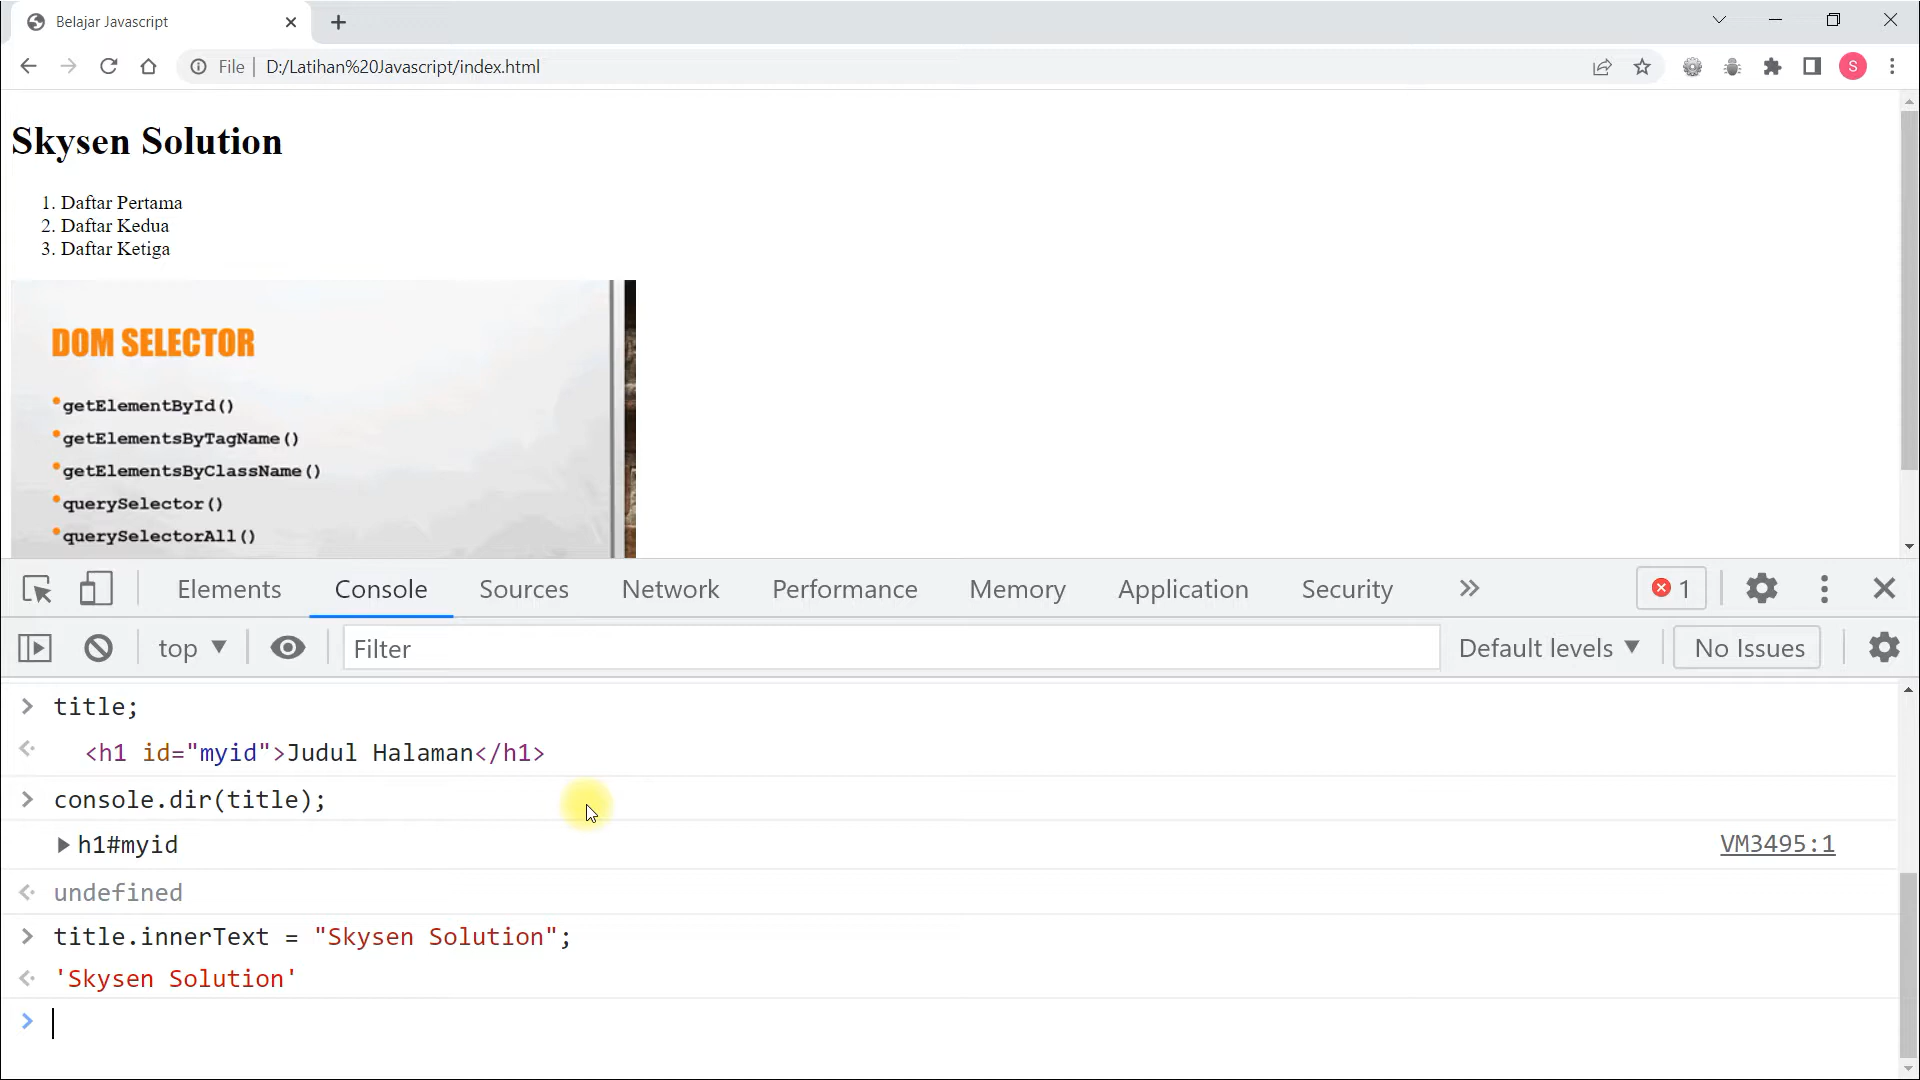 Belajar Javascript
File D:/Latihan%20Javascript/index.html
S
Skysen Solution
1. Daftar Pertama
2. Daftar Kedua
3. Daftar Ketiga
DOM SELECTOR
•getElementById()
•getElementsByTagName()
•getElementsByClassName()
•querySelector()
•querySelectorAll()
Elements Console Sources Network Performance Memory Application Security » 1
top Filter Default levels No Issues
> title;
<h1 id="myid">Judul Halaman</h1>
> console.dir(title);
h1#myid VM3495:1
undefined
> title.innerText = "Skysen Solution";
'Skysen Solution'
>